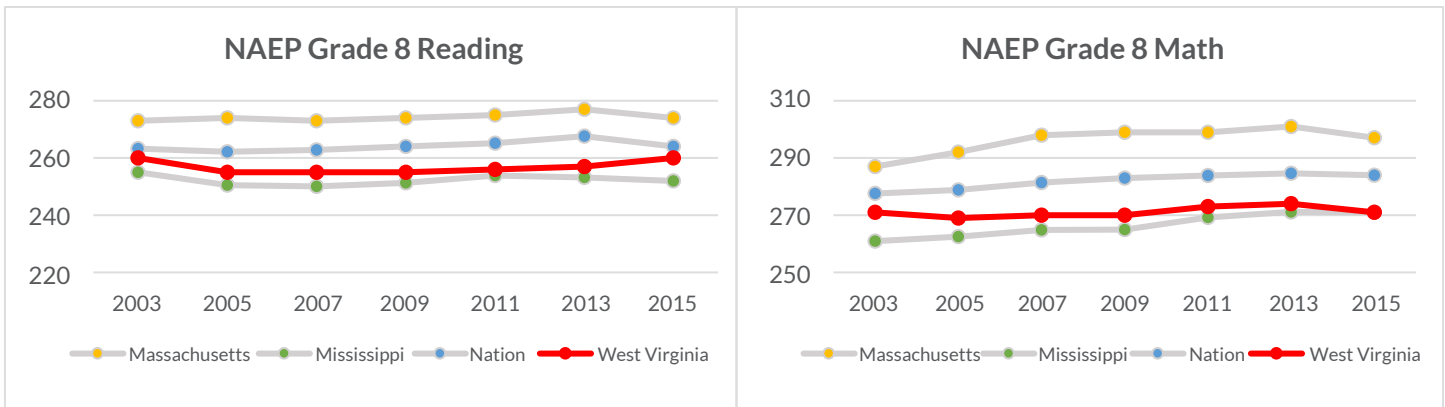 NAEP Grade 8 Reading
280
260
240
220
2003 2005 2007 2009 2011 2013 2015
Massachusetts Mississippi Nation West Virginia
NAEP Grade 8 Math
310
290
270
250
2003 2005 2007 2009 2011 2013 2015
Massachusetts Mississippi Nation West Virginia